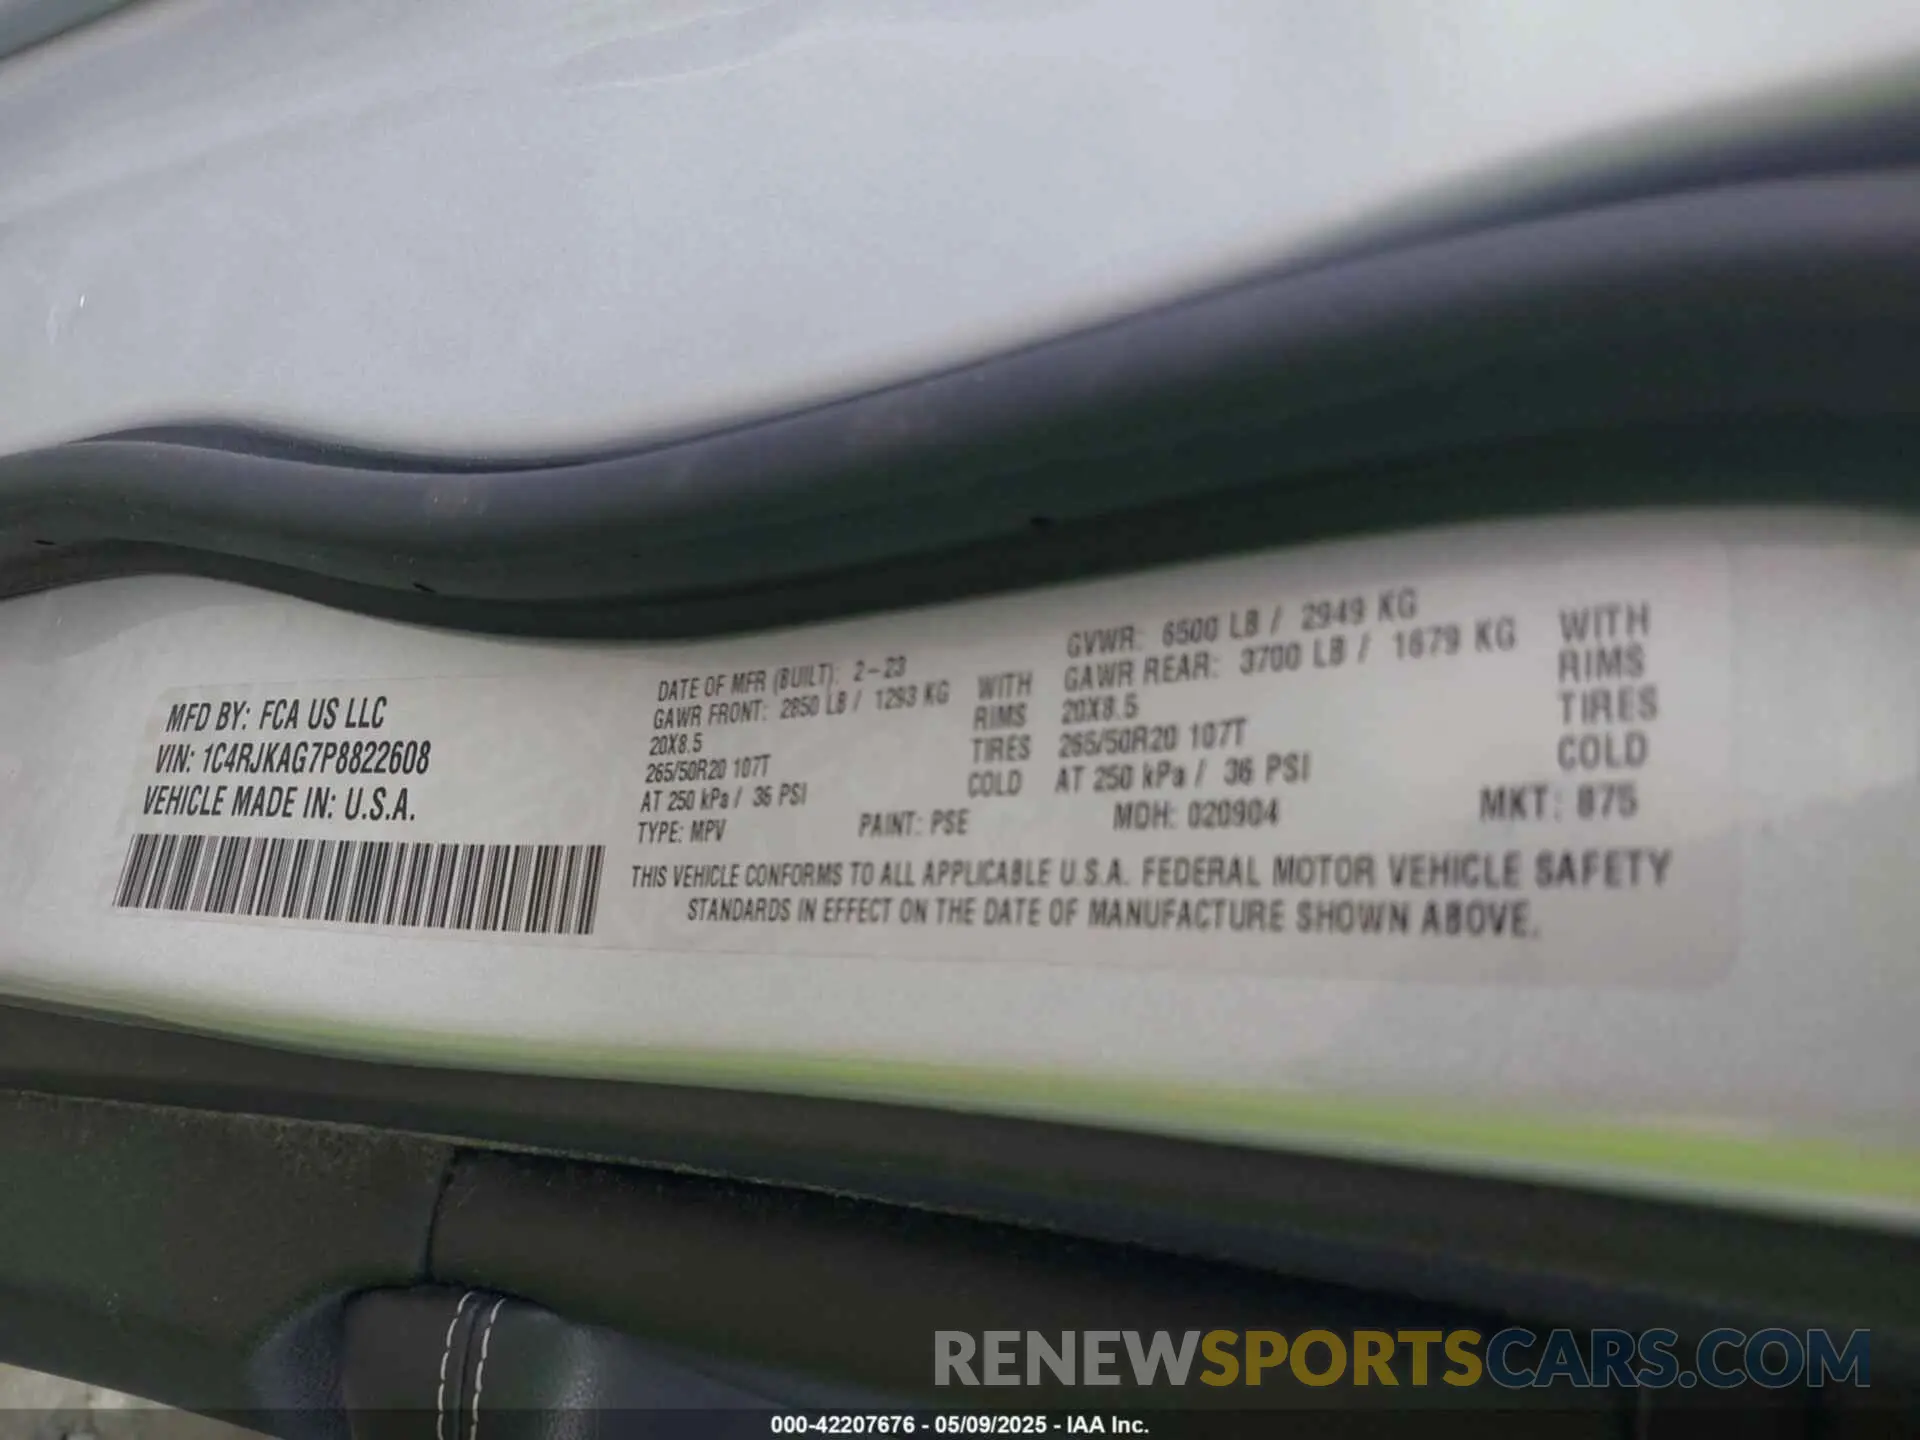 MFD BY: FCA US LLC
VIN: 1C4RJKAG7P8822608
VEHICLE MADE IN: U.S.A.
DATE OF MFR (BUILT): 2-23
GAWR FRONT: 2850 LB / 1293 KG WITH
20X8.5 RIMS
265/50R20 107T TIRES
AT 250 kPa / 36 PSI COLD
GVWR: 6500 LB / 2949 KG
GAWR REAR: 3700 LB / 1679 KG WITH
20X8.5 RIMS
265/50R20 107T TIRES
AT 250 kPa / 36 PSI COLD
TYPE: MPV PAINT: PSE MDH: 020904 MKT: 875
THIS VEHICLE CONFORMS TO ALL APPLICABLE U.S.A. FEDERAL MOTOR VEHICLE SAFETY
STANDARDS IN EFFECT ON THE DATE OF MANUFACTURE SHOWN ABOVE.
RENEWSPORTSCARS.COM
000-42207676 - 05/09/2025 - IAA Inc.